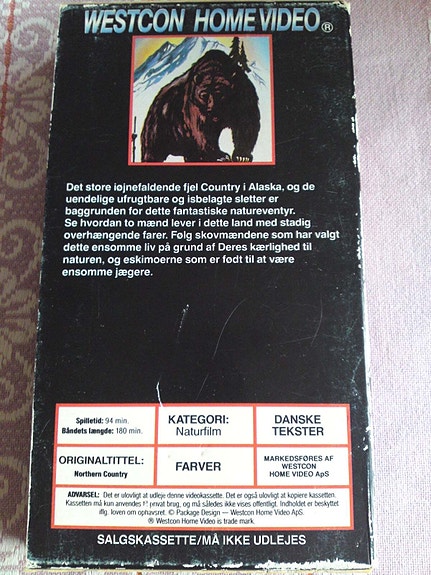 WESTCON HOME VIDEO®
Det store iøjnefaldende fjel Country i Alaska, og de
uendelige ufrugtbare og isbelagte sletter er
baggrunden for dette fantastiske natureventyr.
Se hvordan to mænd lever i dette land med stadig
overhængende farer. Følg skovmændene som har valgt
dette ensomme liv på grund af Deres kærlighed til
naturen, og eskimoerne som er født til at være
ensomme jægere.
Spilletid: 94 min.
Båndets længde: 180 min.
KATEGORI:
Naturfilm
DANSKE
TEKSTER
ORIGINALTITTEL:
Northern Country
FARVER
MARKEDSFØRES AF
WESTCON
HOME VIDEO ApS
ADVARSEL: Det er ulovligt at udleje denne videokassette. Det er også ulovligt at kopiere kassetten.
Kassetten må kun anvendes privat brug, og må således ikke vises offentligt. Indholdet er beskyttet
iflg. loven om ophavsret. © Package Design — Westcon Home Video ApS.
® Westcon Home Video is trade mark.
SALGSKASSETTE/MÅ IKKE UDLEJES